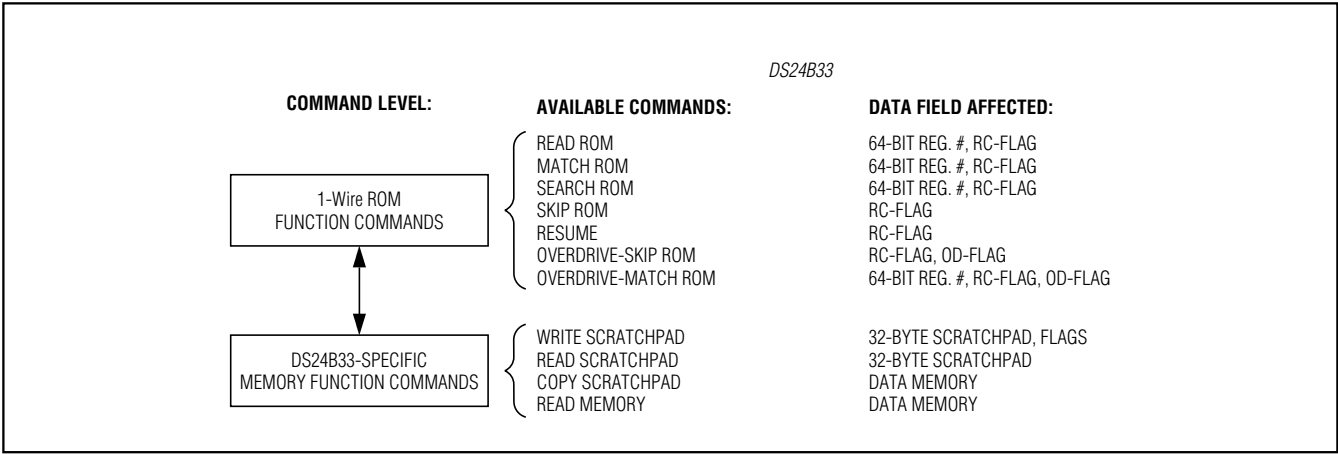 DS24B33
COMMAND LEVEL: AVAILABLE COMMANDS: DATA FIELD AFFECTED:
1-Wire ROM
FUNCTION COMMANDS
READ ROM 64-BIT REG. #, RC-FLAG
MATCH ROM 64-BIT REG. #, RC-FLAG
SEARCH ROM 64-BIT REG. #, RC-FLAG
SKIP ROM RC-FLAG
RESUME RC-FLAG
OVERDRIVE-SKIP ROM RC-FLAG, OD-FLAG
OVERDRIVE-MATCH ROM 64-BIT REG. #, RC-FLAG, OD-FLAG
DS24B33-SPECIFIC
MEMORY FUNCTION COMMANDS
WRITE SCRATCHPAD 32-BYTE SCRATCHPAD, FLAGS
READ SCRATCHPAD 32-BYTE SCRATCHPAD
COPY SCRATCHPAD DATA MEMORY
READ MEMORY DATA MEMORY